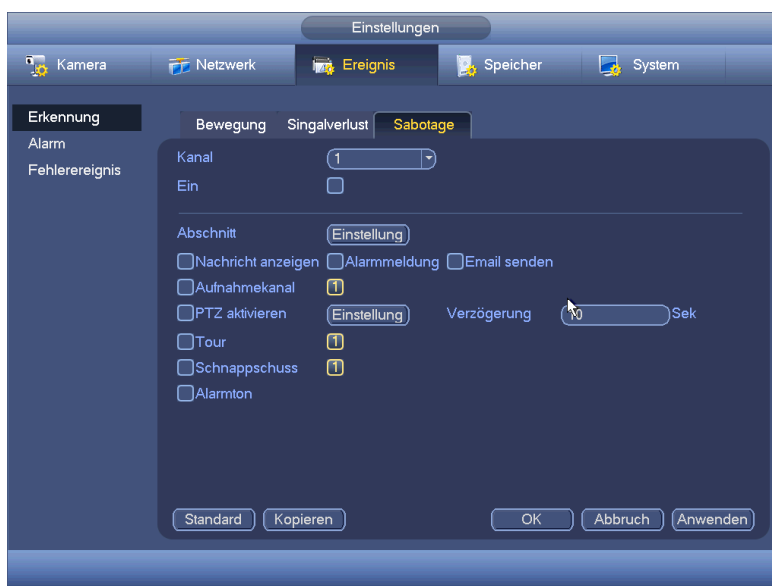 Einstellungen
Kamera Netzwerk Ereignis Speicher System
Erkennung
Alarm
Fehlerereignis
Bewegung Singalverlust Sabotage
Kanal 1
Ein
Abschnitt Einstellung
Nachricht anzeigen Alarmmeldung Email senden
Aufnahmekanal 1
PTZ aktivieren Einstellung Verzögerung 10 Sek
Tour 1
Schnappschuss 1
Alarmton
Standard Kopieren OK Abbruch Anwenden